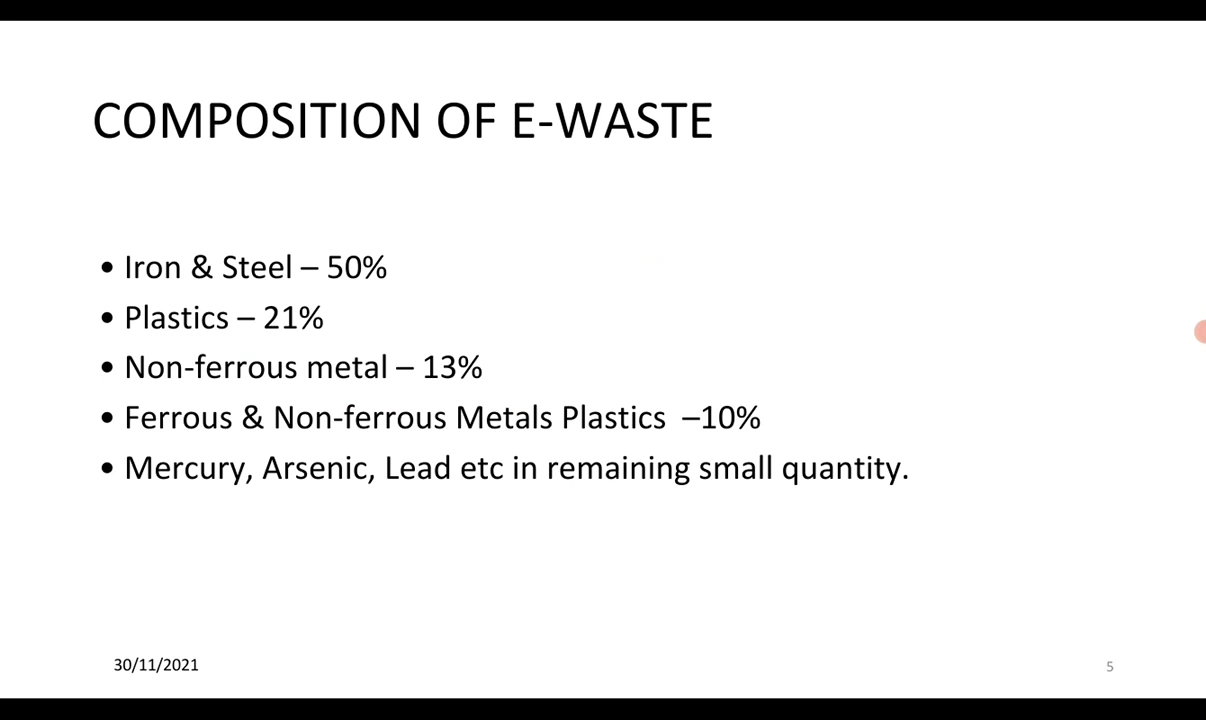 COMPOSITION OF E-WASTE
• Iron & Steel – 50%
• Plastics – 21%
• Non-ferrous metal – 13%
• Ferrous & Non-ferrous Metals Plastics –10%
• Mercury, Arsenic, Lead etc in remaining small quantity.
30/11/2021
5